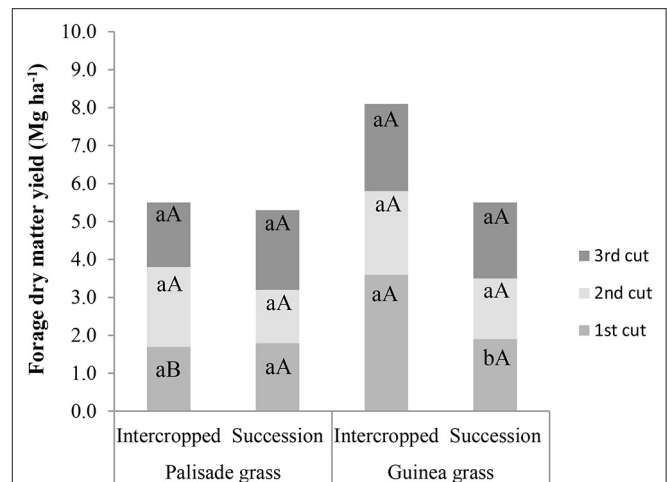 Forage dry matter yield (Mg ha-1)
10.0
9.0
8.0
7.0
6.0
5.0
4.0
3.0
2.0
1.0
0.0
aA aA aA aA
aA aA aA aA
aB aA aA bA
3rd cut
2nd cut
1st cut
Intercropped Succession Intercropped Succession
Palisade grass Guinea grass